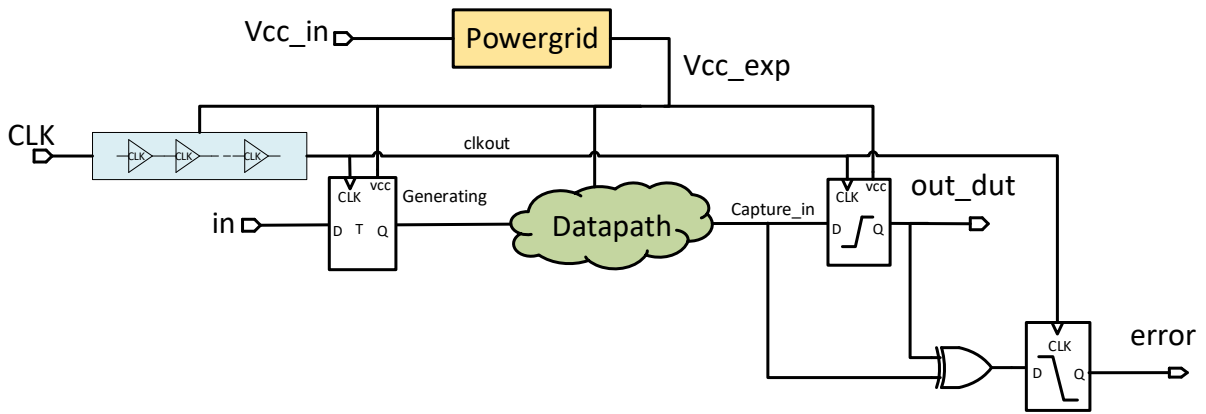 Vcc_in
Powergrid
Vcc_exp
CLK
CLK
CLK
CLK
clkout
CLK
vcc
Generating
in
D
T
Q
Datapath
Capture_in
CLK
vcc
out_dut
D
Q
CLK
error
D
Q